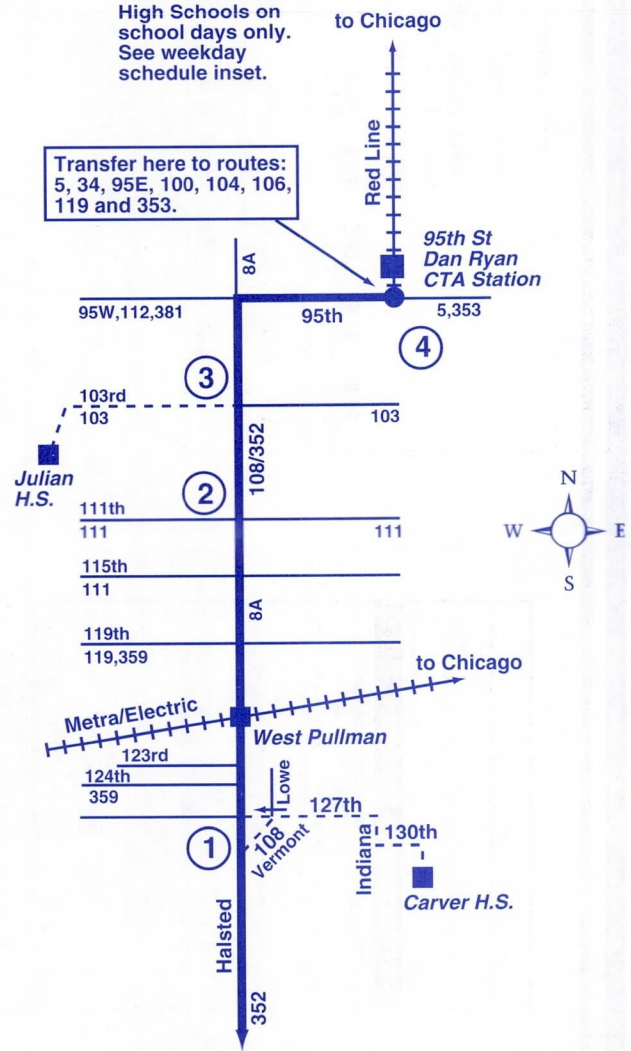 High Schools on
school days only.
See weekday
schedule inset.
to Chicago
Red Line
Transfer here to routes:
5, 34, 95E, 100, 104, 106,
119 and 353.
8A
95th St
Dan Ryan
CTA Station
95W,112,381
95th
5,353
4
3
103rd
103
103
108/352
Julian
H.S.
2
111th
111
111
N
W
E
S
115th
111
8A
119th
119,359
to Chicago
Metra/Electric
West Pullman
123rd
124th
359
Lowe
127th
1
108
Vermont
Indiana
130th
Carver H.S.
Halsted
352